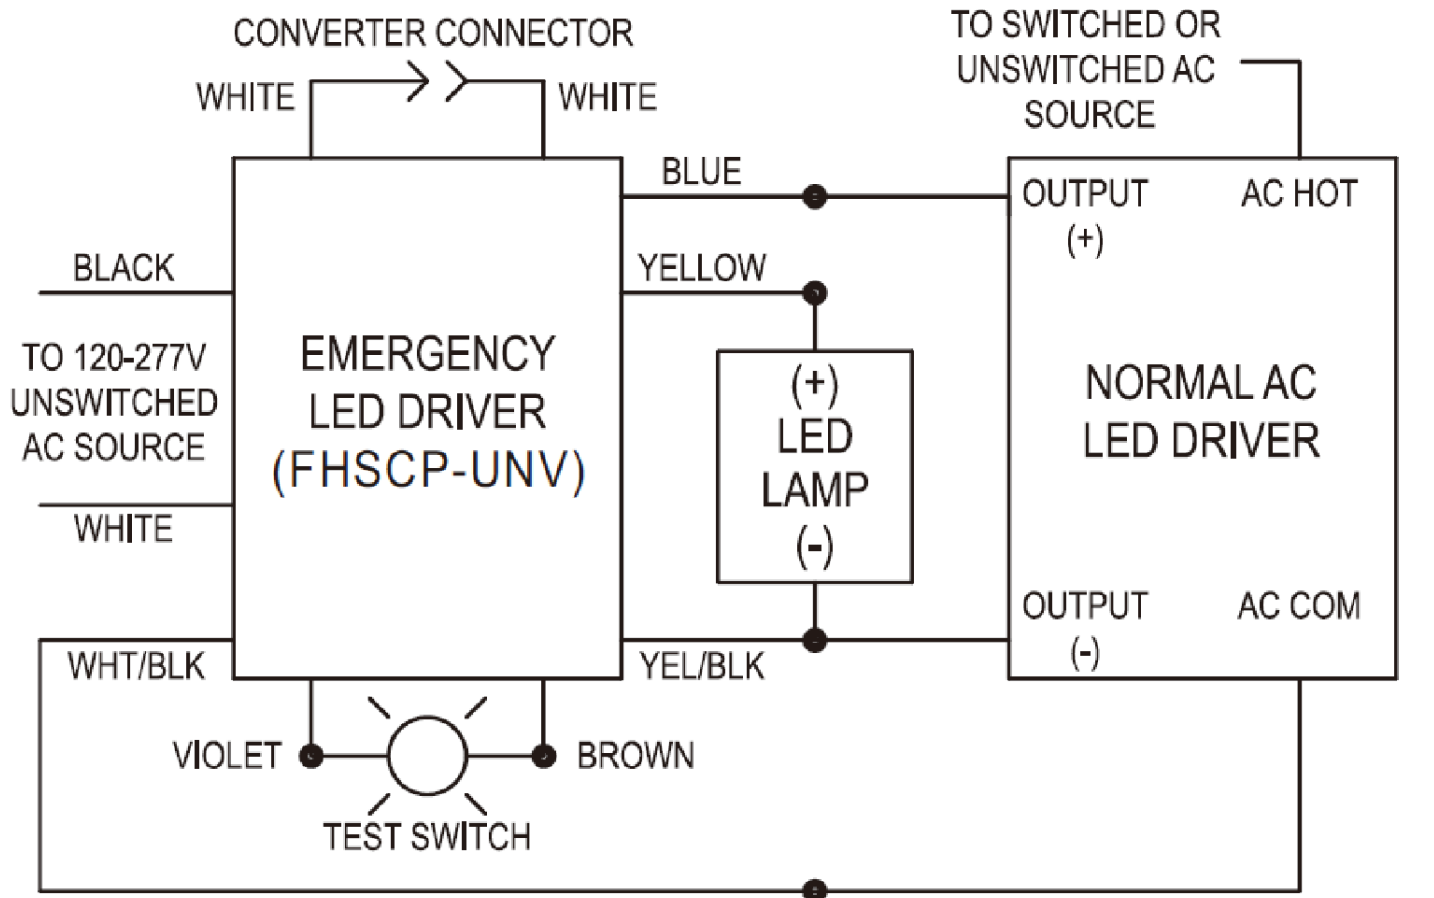 CONVERTER CONNECTOR
WHITE
WHITE
TO SWITCHED OR
UNSWITCHED AC
SOURCE
BLUE
OUTPUT
(+)
AC HOT
BLACK
YELLOW
TO 120-277V
UNSWITCHED
AC SOURCE
EMERGENCY
LED DRIVER
(FHSCP-UNV)
(+)
LED
LAMP
(-)
NORMAL AC
LED DRIVER
WHITE
OUTPUT
(-)
AC COM
WHT/BLK
YEL/BLK
VIOLET
BROWN
TEST SWITCH